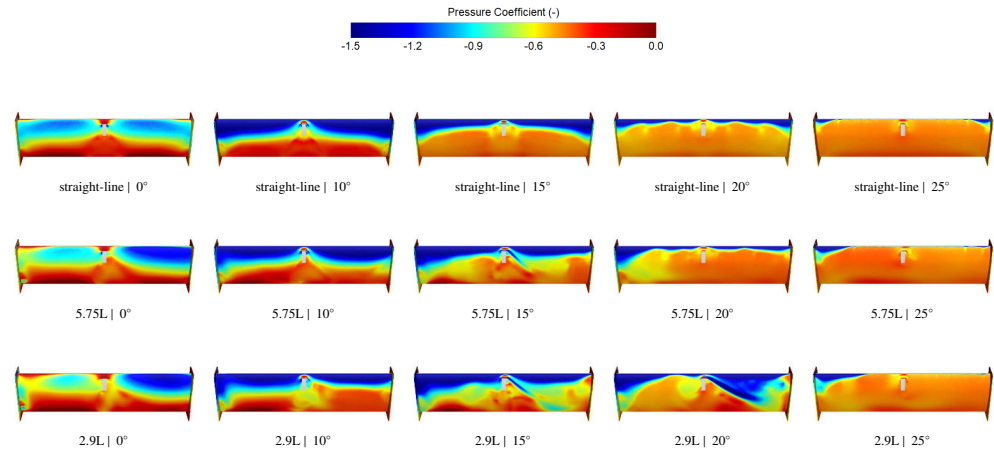 Pressure Coefficient (-)
-1.5 -1.2 -0.9 -0.6 -0.3 0.0
straight-line | 0° straight-line | 10° straight-line | 15° straight-line | 20° straight-line | 25°
5.75L | 0° 5.75L | 10° 5.75L | 15° 5.75L | 20° 5.75L | 25°
2.9L | 0° 2.9L | 10° 2.9L | 15° 2.9L | 20° 2.9L | 25°